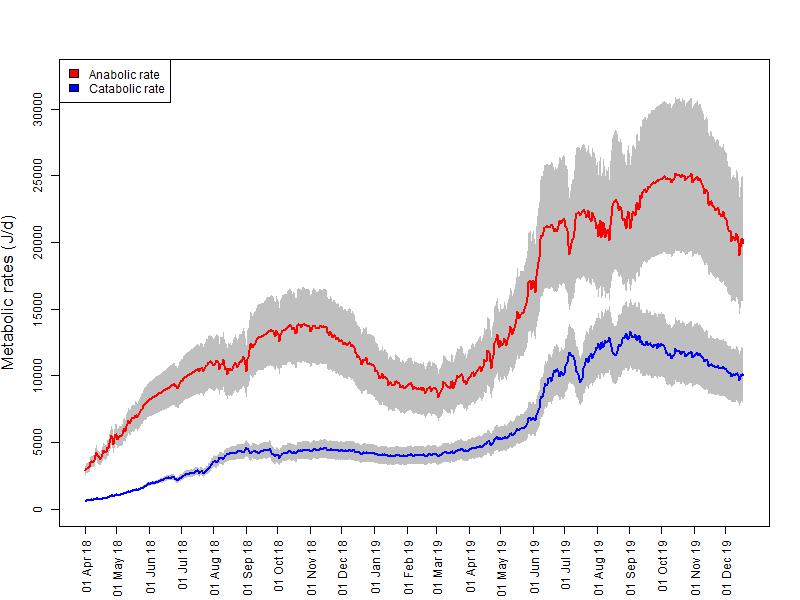 Anabolic rate
Catabolic rate
Metabolic rates (J/d)
30000
25000
20000
15000
10000
5000
0
01 Apr 18
01 May 18
01 Jun 18
01 Jul 18
01 Aug 18
01 Sep 18
01 Oct 18
01 Nov 18
01 Dec 18
01 Jan 19
01 Feb 19
01 Mar 19
01 Apr 19
01 May 19
01 Jun 19
01 Jul 19
01 Aug 19
01 Sep 19
01 Oct 19
01 Nov 19
01 Dec 19